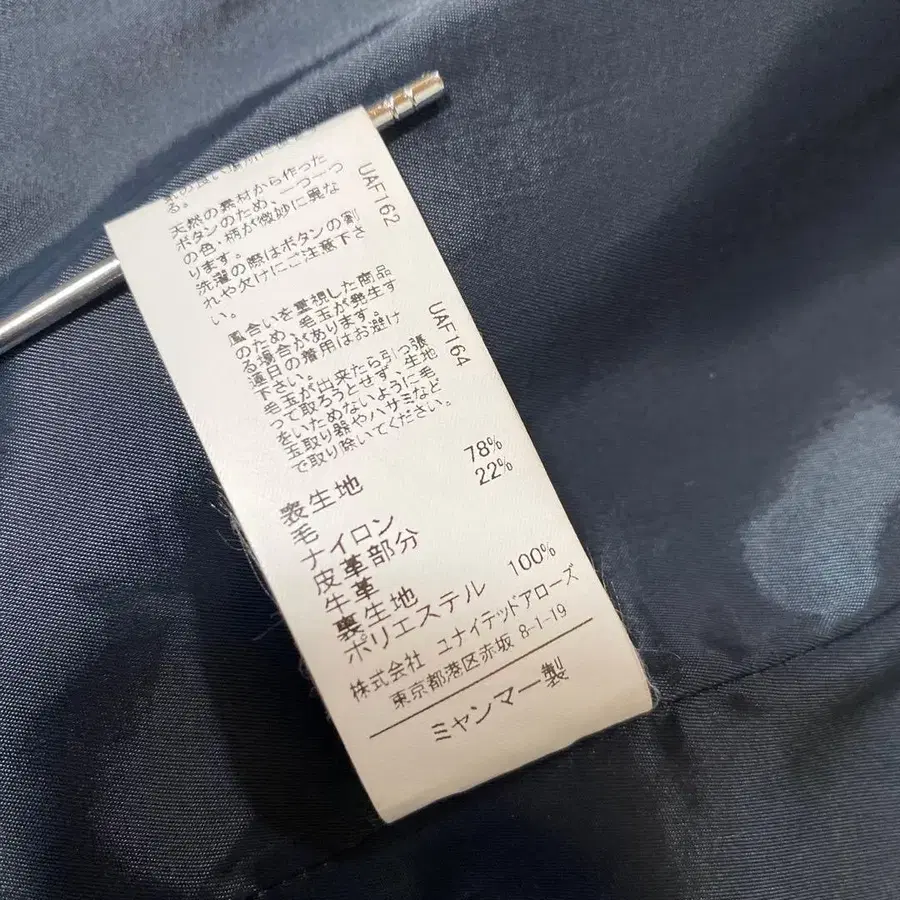 る。
天然の素材から作った
ボタンのため、一つ一つ
の色・柄が微妙に異な
ります。
洗濯の際はボタンの割
れや欠けにご注意下さ
い。
UAF162
風合いを重視した商品
のため、毛玉が発生す
る場合があります。
連日の着用はお避け
下さい。
毛玉が出来たら引っ張
って取ろうとせず、生地
をいためないように毛
玉取り器やハサミなど
で取り除いてください。
UAF164
表生地
毛 78%
ナイロン 22%
皮革部分
牛革
裏生地
ポリエステル 100%
株式会社 ユナイテッドアローズ
東京都港区赤坂 8-1-19
ミャンマー製